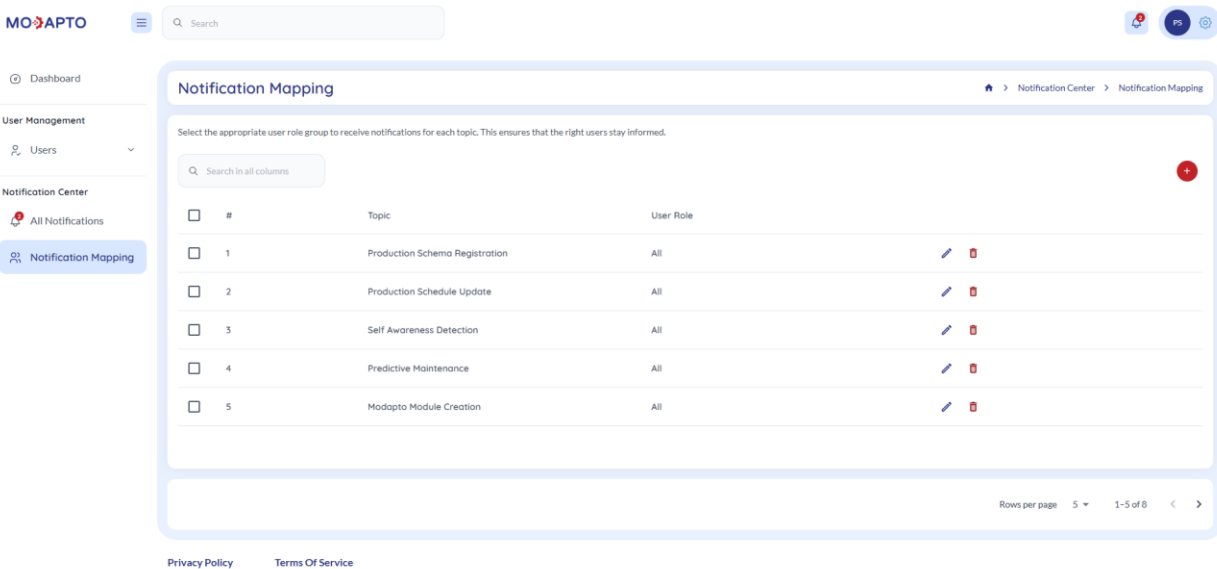 MODAPTO
Search
2
PS
Dashboard
User Management
Users
Notification Center
2
All Notifications
Notification Mapping
Notification Mapping
> Notification Center > Notification Mapping
Select the appropriate user role group to receive notifications for each topic. This ensures that the right users stay informed.
Search in all columns
+
# Topic User Role
1 Production Schema Registration All
2 Production Schedule Update All
3 Self Awareness Detection All
4 Predictive Maintenance All
5 Modapto Module Creation All
Rows per page 5 1–5 of 8 < >
Privacy Policy Terms Of Service